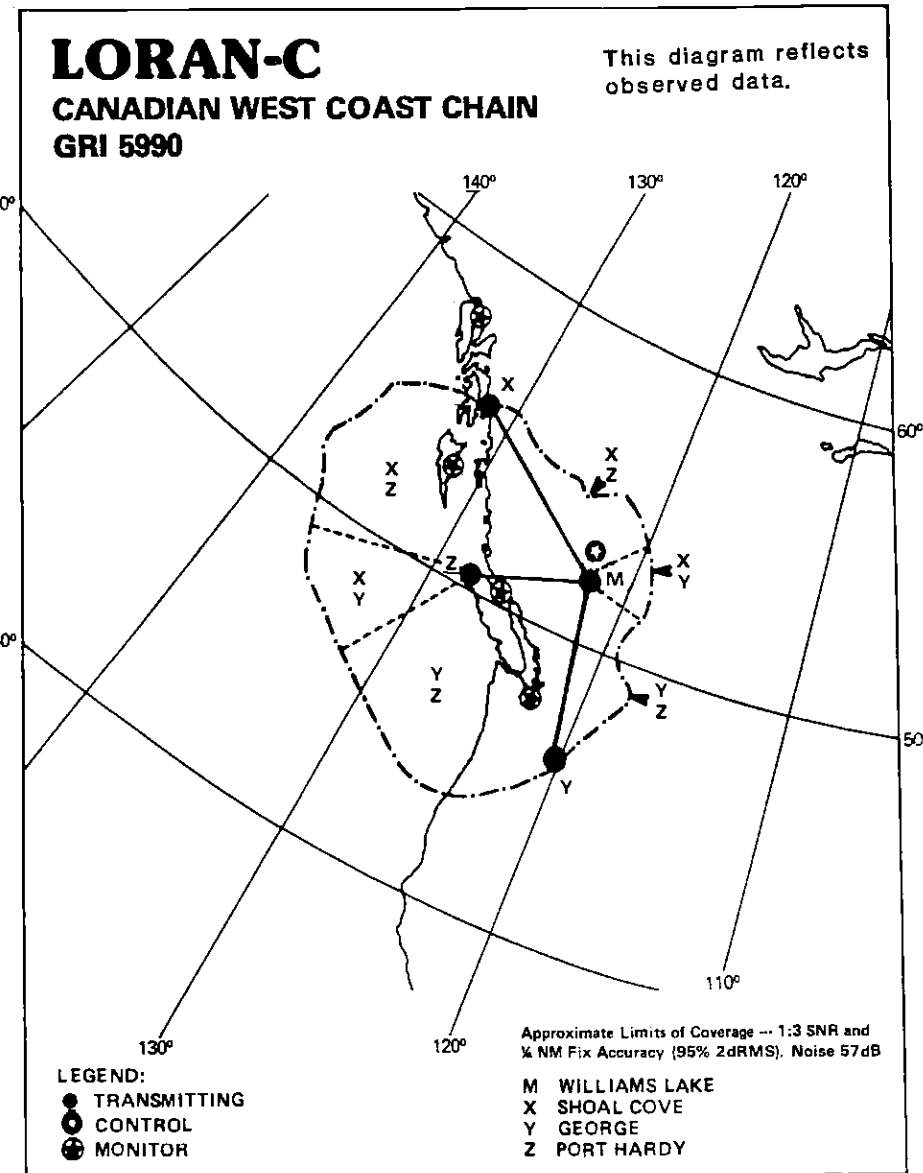 LORAN-C
CANADIAN WEST COAST CHAIN
GRI 5990
This diagram reflects
observed data.
140°
130°
120°
0°
X
X
Z
60°
X
Z
Z
M
X
Y
X
Y
0°
Y
Z
Y
Z
50
Y
110°
130°
120°
Approximate Limits of Coverage -- 1:3 SNR and
¼ NM Fix Accuracy (95% 2dRMS), Noise 57dB
LEGEND:
TRANSMITTING
CONTROL
MONITOR
M WILLIAMS LAKE
X SHOAL COVE
Y GEORGE
Z PORT HARDY